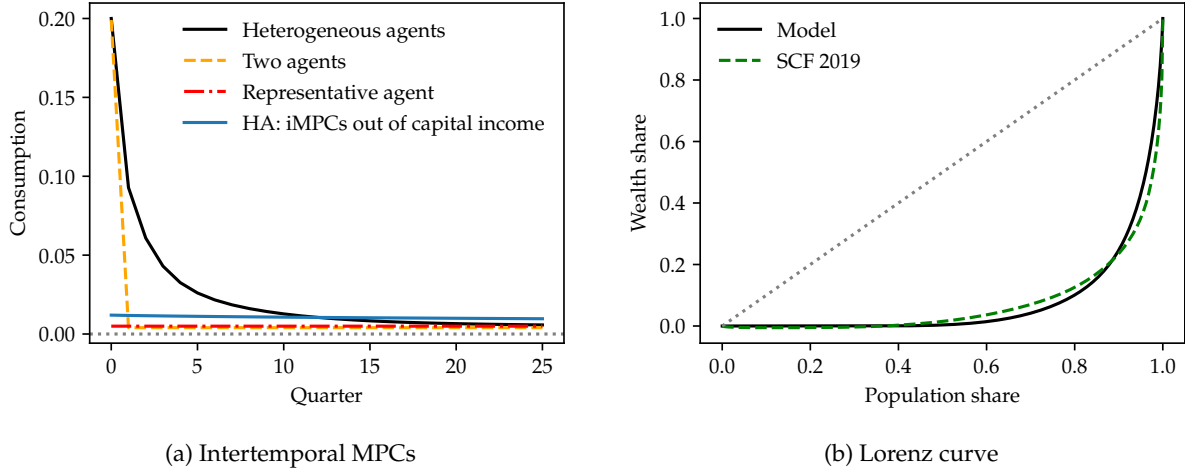 0.20
0.15
0.10
0.05
0.00
Consumption
Heterogeneous agents
Two agents
Representative agent
HA: iMPCs out of capital income
0 5 10 15 20 25
Quarter
(a) Intertemporal MPCs
1.0
0.8
0.6
0.4
0.2
0.0
Wealth share
Model
SCF 2019
0.0 0.2 0.4 0.6 0.8 1.0
Population share
(b) Lorenz curve